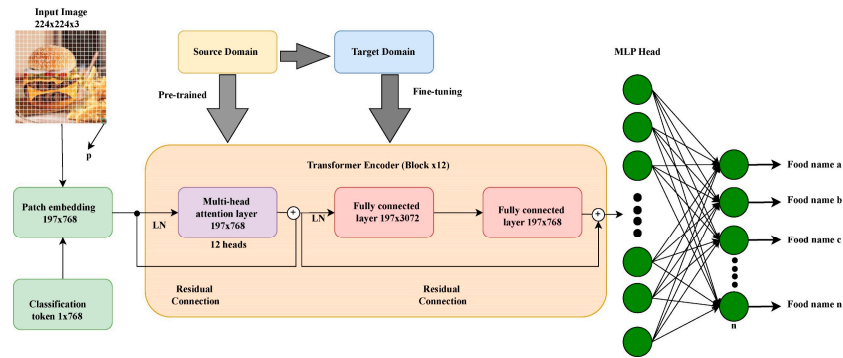 Input Image
224x224x3
p
Source Domain
Target Domain
Pre-trained
Fine-tuning
MLP Head
Transformer Encoder (Block x12)
Patch embedding
197x768
LN
Multi-head
attention layer
197x768
12 heads
+
LN
Fully connected
layer 197x3072
Fully connected
layer 197x768
+
Residual
Connection
Residual
Connection
Classification
token 1x768
Food name a
Food name b
Food name c
Food name n
n